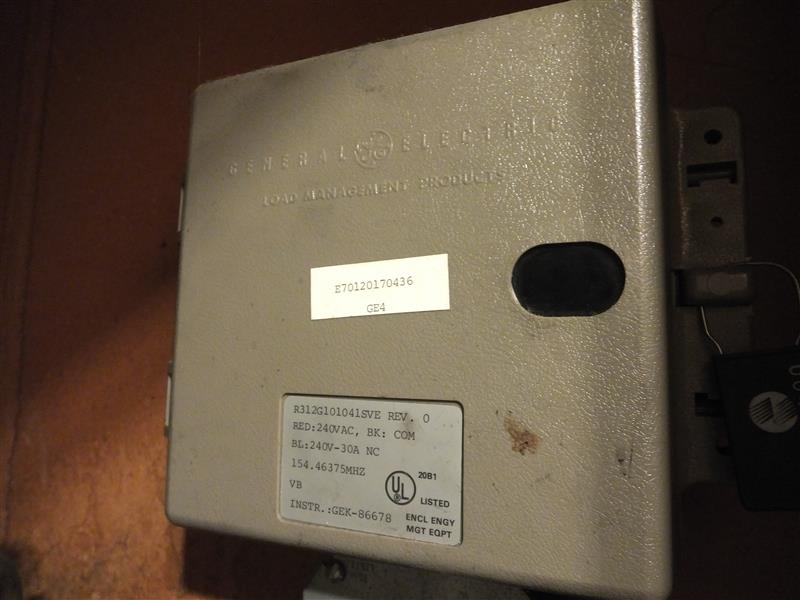 GENERAL GE ELECTRIC
LOAD MANAGEMENT PRODUCTS
E70120170436
GE4
R312G101041SVE REV. 0
RED:240VAC, BK: COM
BL:240V-30A NC
154.46375MHZ
VB
INSTR.:GEK-86678
UL
20B1
LISTED
ENCL ENGY
MGT EQPT